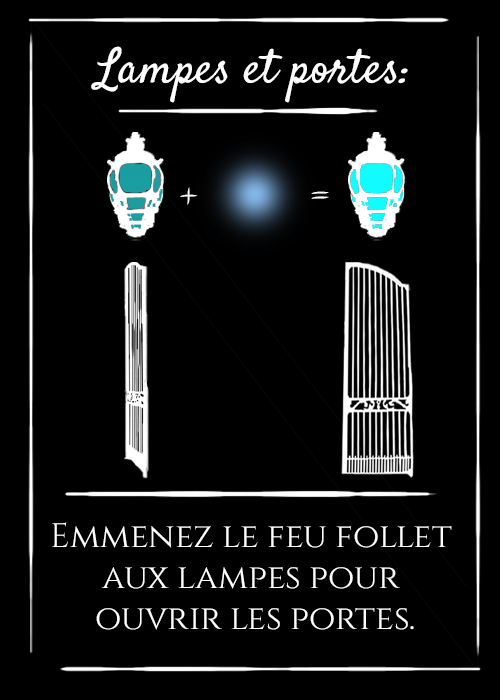 Lampes et portes:
+ =
EMMENEZ LE FEU FOLLET
AUX LAMPES POUR
OUVRIR LES PORTES.